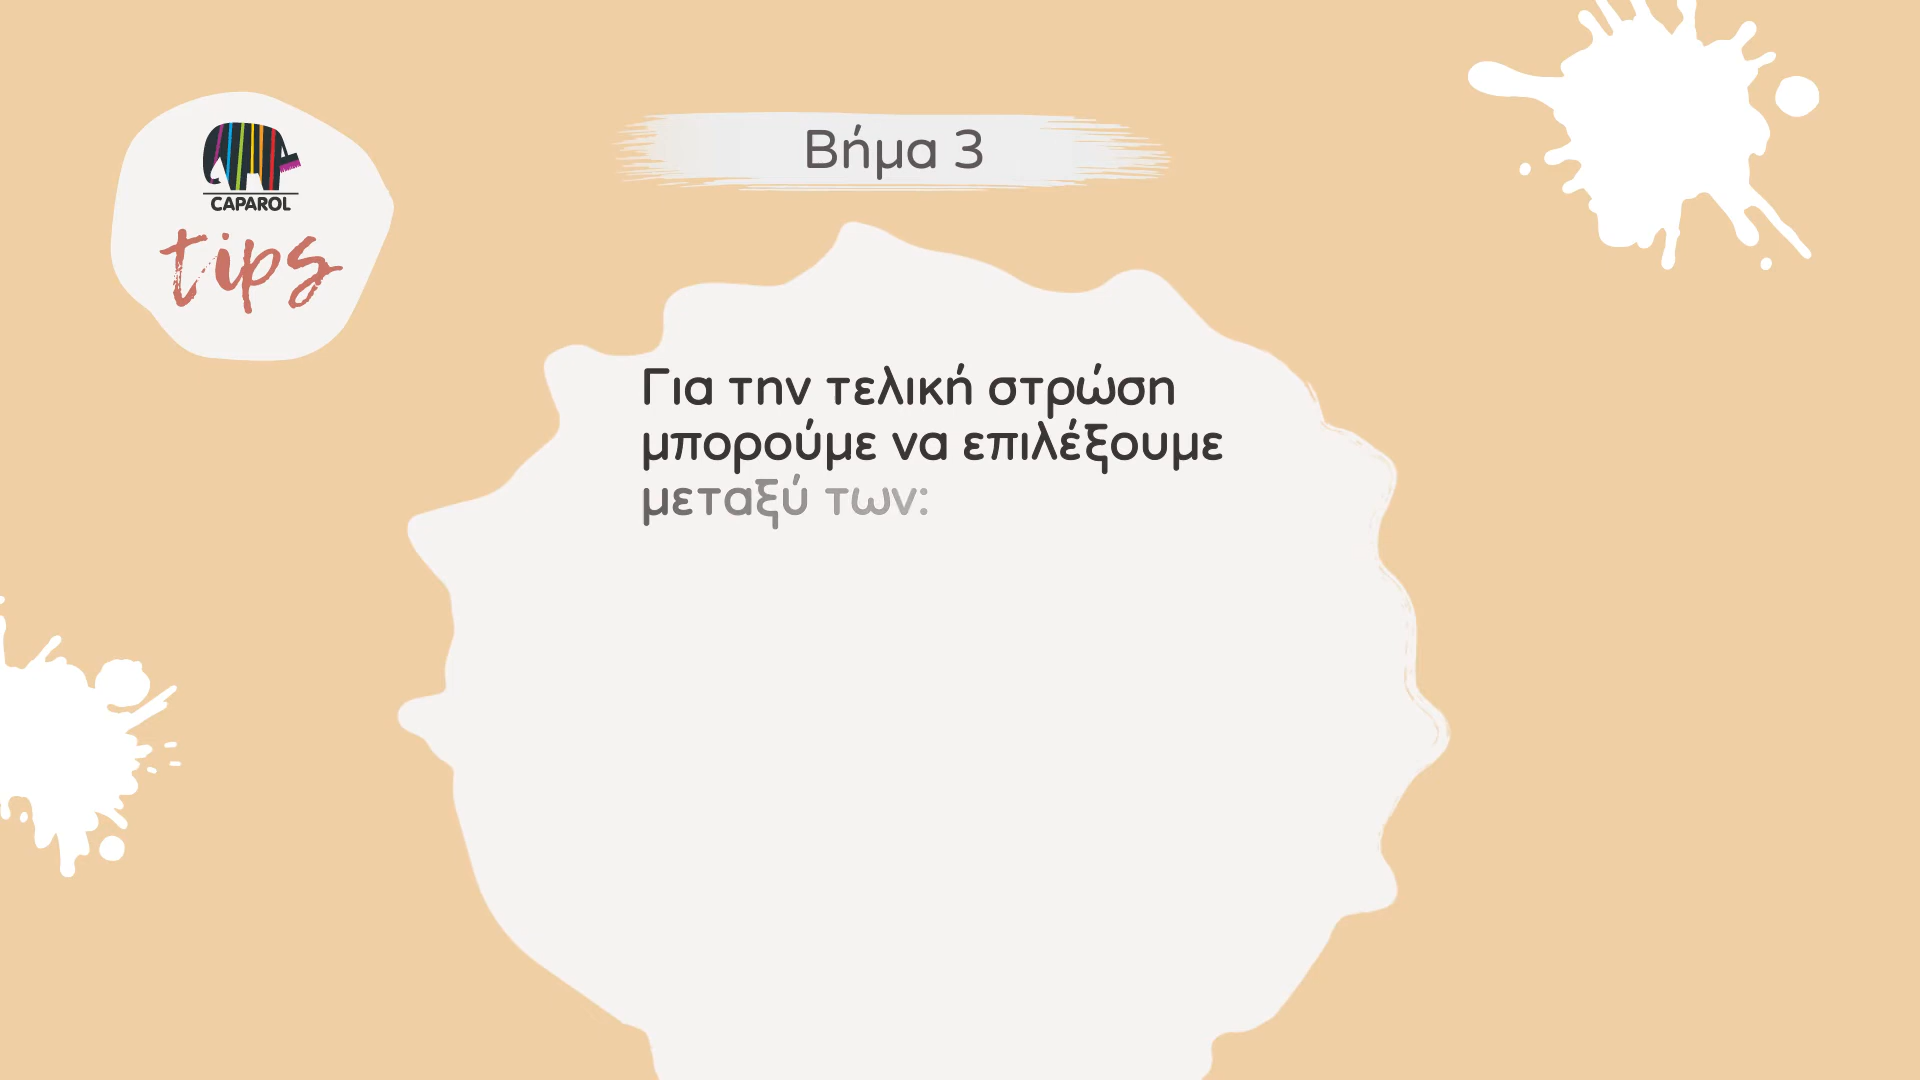 CAPAROL
tips
Βήμα 3
Για την τελική στρώση
μπορούμε να επιλέξουμε
μεταξύ των: